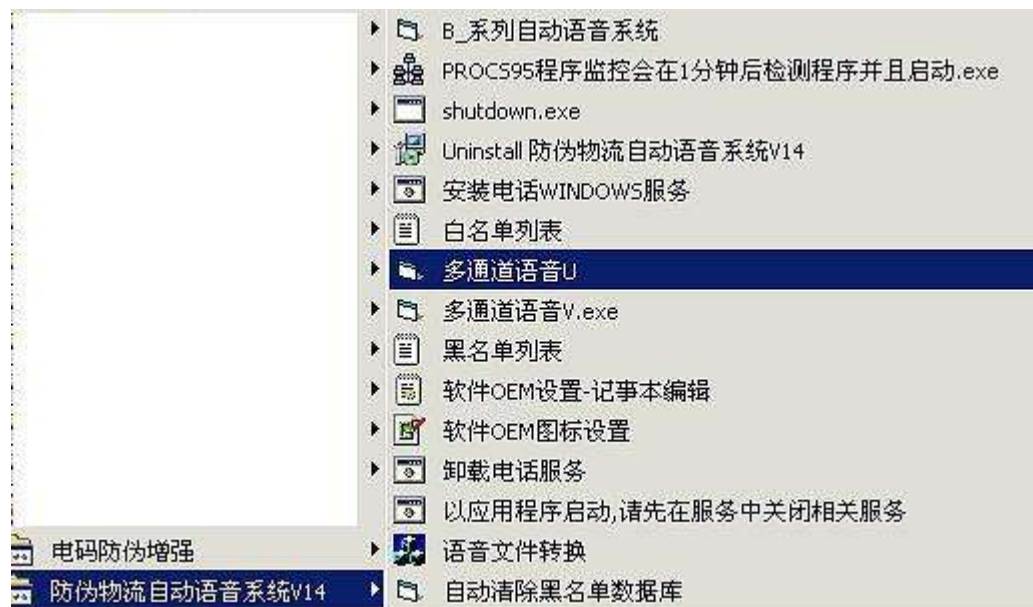 B_系列自动语音系统
PROCS95程序监控会在1分钟后检测程序并且启动.exe
shutdown.exe
Uninstall 防伪物流自动语音系统V14
安装电话WINDOWS服务
白名单列表
多通道语音U
多通道语音V.exe
黑名单列表
软件OEM设置-记事本编辑
软件OEM图标设置
卸载电话服务
以应用程序启动,请先在服务中关闭相关服务
电码防伪增强
语音文件转换
防伪物流自动语音系统V14
自动清除黑名单数据库